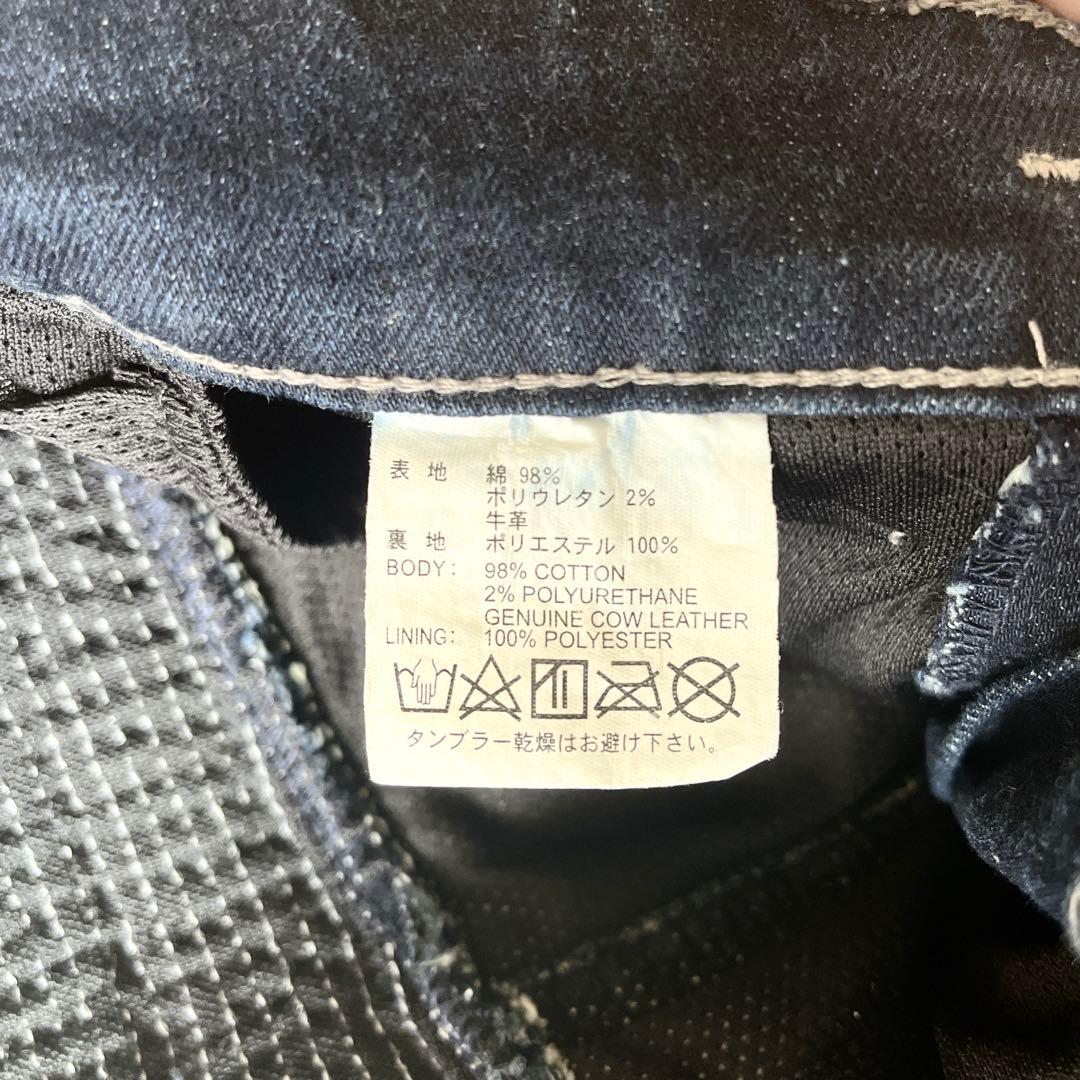 表 地 綿 98%
ポリウレタン 2%
牛革
裏 地 ポリエステル 100%
BODY: 98% COTTON
2% POLYURETHANE
GENUINE COW LEATHER
LINING: 100% POLYESTER
タンブラー乾燥はお避け下さい。